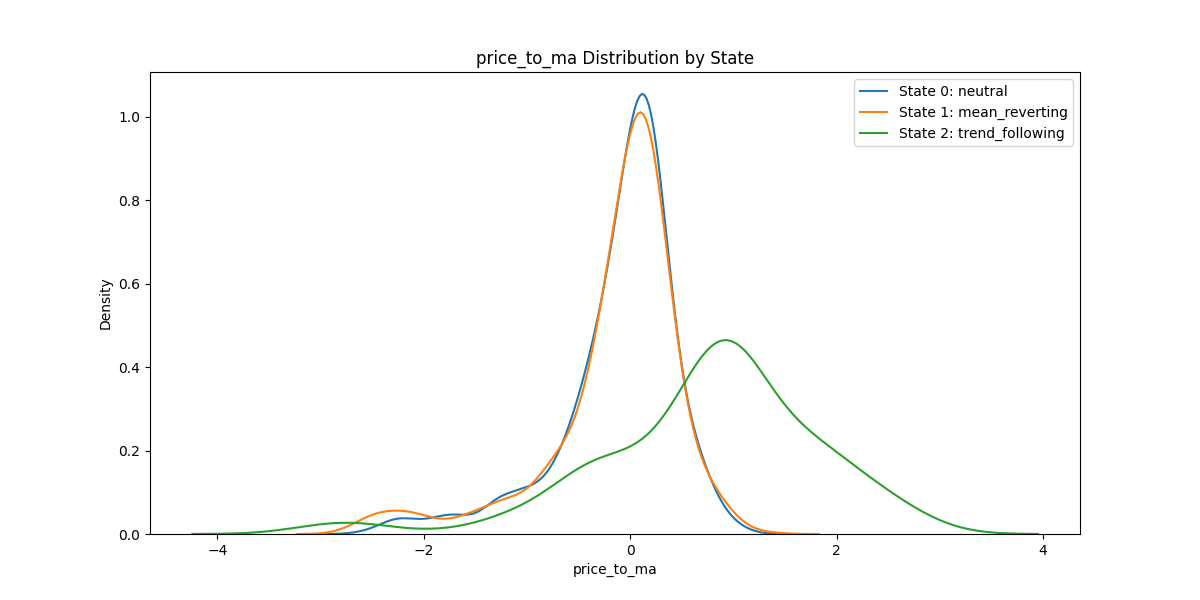 price_to_ma Distribution by State
State 0: neutral
State 1: mean_reverting
State 2: trend_following
1.0
0.8
0.6
0.4
0.2
0.0
Density
−4
−2
0
2
4
price_to_ma